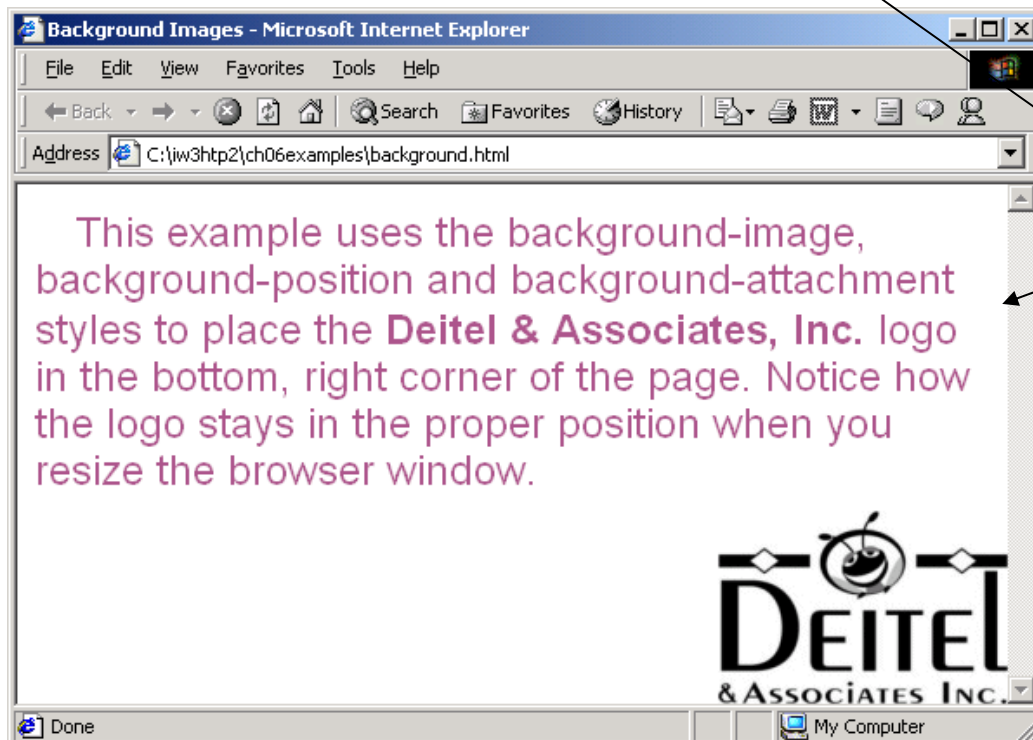 Background Images - Microsoft Internet Explorer
File Edit View Favorites Tools Help
Back Search Favorites History
Address C:\iw3htp2\ch06examples\background.html
This example uses the background-image,
background-position and background-attachment
styles to place the Deitel & Associates, Inc. logo
in the bottom, right corner of the page. Notice how
the logo stays in the proper position when you
resize the browser window.
DEITEL
& ASSOCIATES INC.
Done My Computer